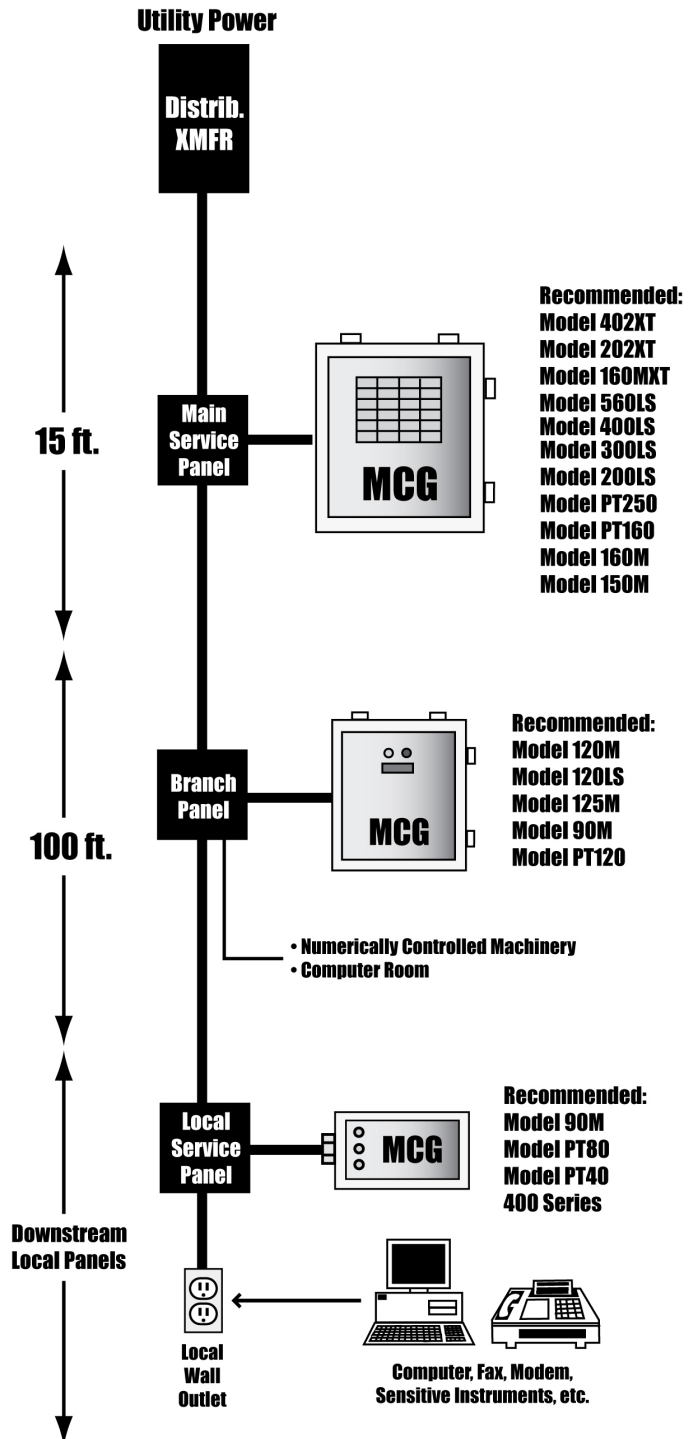 Utility Power
Distrib.
XMFR
15 ft.
Main
Service
Panel
MCG
Recommended:
Model 402XT
Model 202XT
Model 160MXT
Model 560LS
Model 400LS
Model 300LS
Model 200LS
Model PT250
Model PT160
Model 160M
Model 150M
100 ft.
Branch
Panel
MCG
Recommended:
Model 120M
Model 120LS
Model 125M
Model 90M
Model PT120
• Numerically Controlled Machinery
• Computer Room
Local
Service
Panel
MCG
Recommended:
Model 90M
Model PT80
Model PT40
400 Series
Downstream
Local Panels
Local
Wall
Outlet
Computer, Fax, Modem,
Sensitive Instruments, etc.